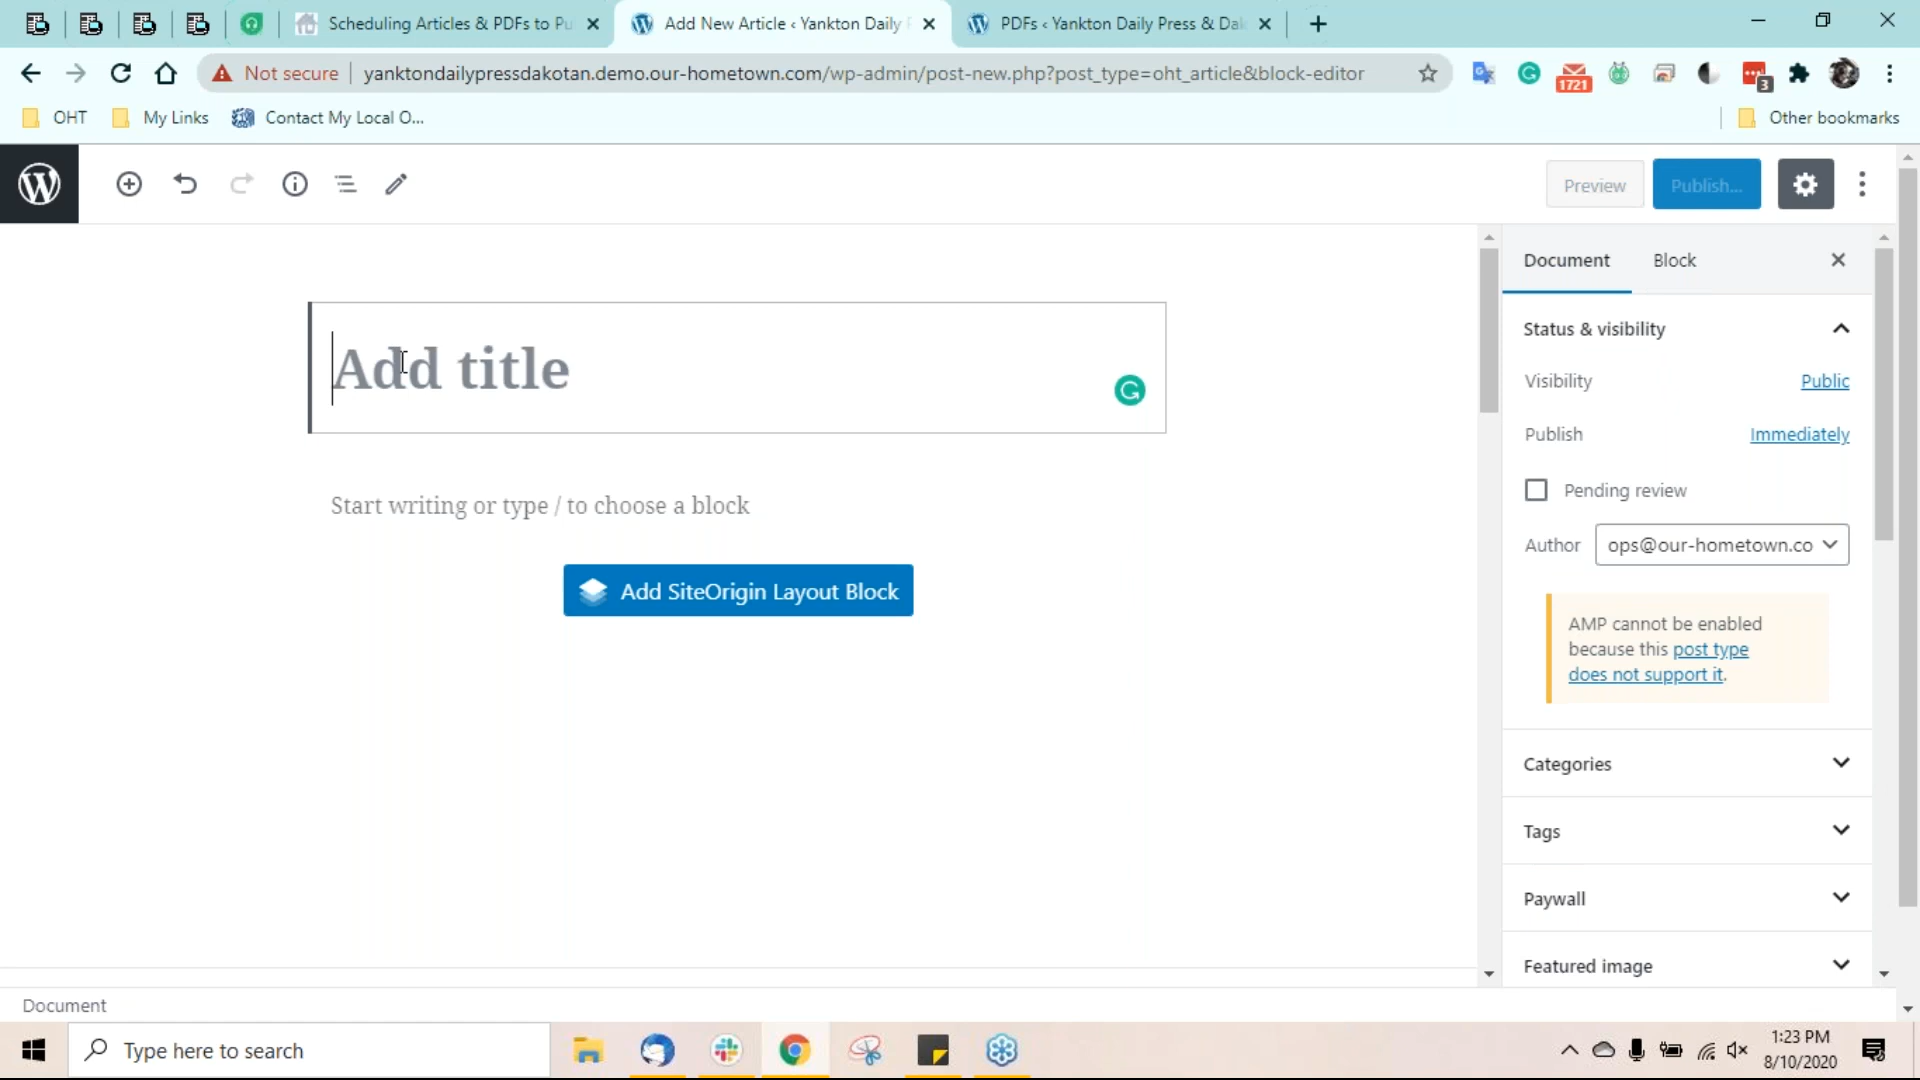 Scheduling Articles & PDFs to Pu
Add New Article ‹ Yankton Daily P
PDFs ‹ Yankton Daily Press & Dak
Not secure
yanktondailypressdakotan.demo.our-hometown.com/wp-admin/post-new.php?post_type=oht_article&block-editor
1721
3
OHT
My Links
Contact My Local O...
Other bookmarks
Preview
Publish...
Document
Block
Add title
Start writing or type / to choose a block
Add SiteOrigin Layout Block
Status & visibility
Visibility
Public
Publish
Immediately
Pending review
Author
ops@our-hometown.co
AMP cannot be enabled
because this post type
does not support it.
Categories
Tags
Paywall
Featured image
Document
Type here to search
1:23 PM
8/10/2020